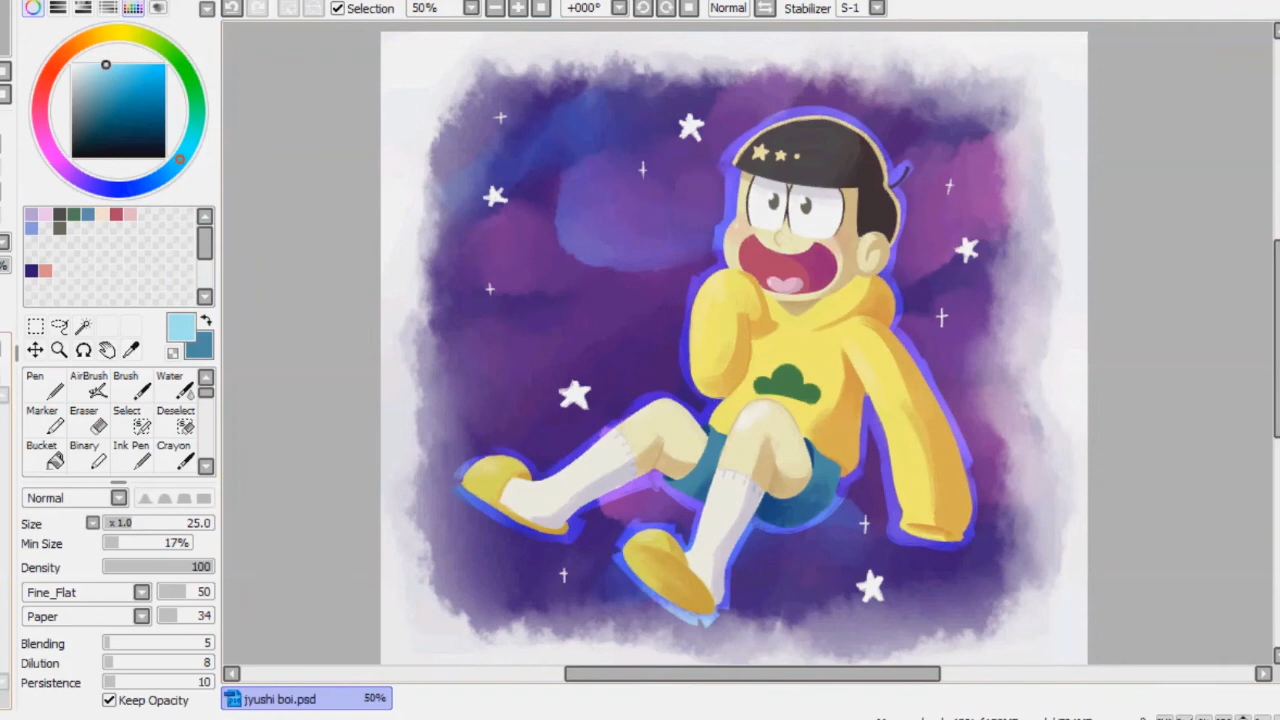 Selection 50% +000° Normal Stabilizer S-1
Pen AirBrush Brush Water
Marker Eraser Select Deselect
Bucket Binary Ink Pen Crayon
Normal
Size x 1.0 25.0
Min Size 17%
Density 100
Fine_Flat 50
Paper 34
Blending 5
Dilution 8
Persistence 10
Keep Opacity
jyushi boi.psd 50%